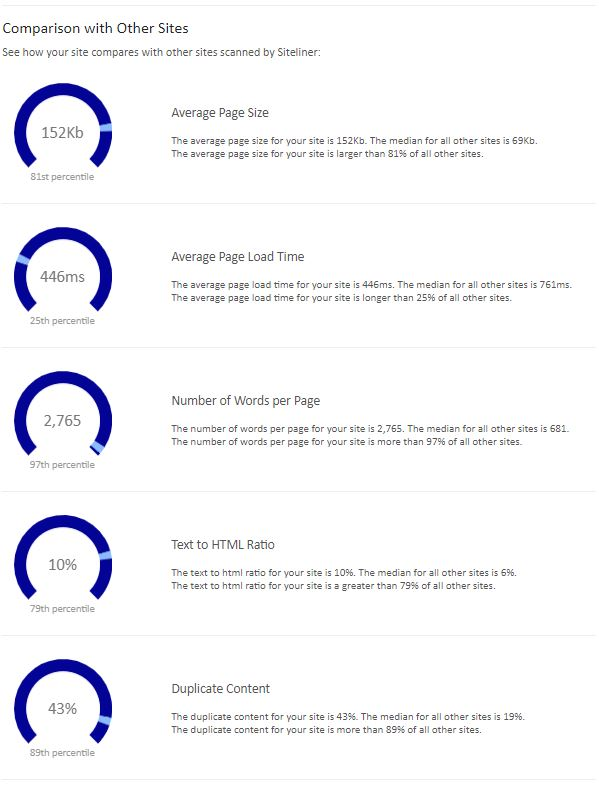 Comparison with Other Sites
See how your site compares with other sites scanned by Siteliner:
152Kb
81st percentile
Average Page Size
The average page size for your site is 152Kb. The median for all other sites is 69Kb.
The average page size for your site is larger than 81% of all other sites.
446ms
25th percentile
Average Page Load Time
The average page load time for your site is 446ms. The median for all other sites is 761ms.
The average page load time for your site is longer than 25% of all other sites.
2,765
97th percentile
Number of Words per Page
The number of words per page for your site is 2,765. The median for all other sites is 681.
The number of words per page for your site is more than 97% of all other sites.
10%
79th percentile
Text to HTML Ratio
The text to html ratio for your site is 10%. The median for all other sites is 6%.
The text to html ratio for your site is a greater than 79% of all other sites.
43%
89th percentile
Duplicate Content
The duplicate content for your site is 43%. The median for all other sites is 19%.
The duplicate content for your site is more than 89% of all other sites.